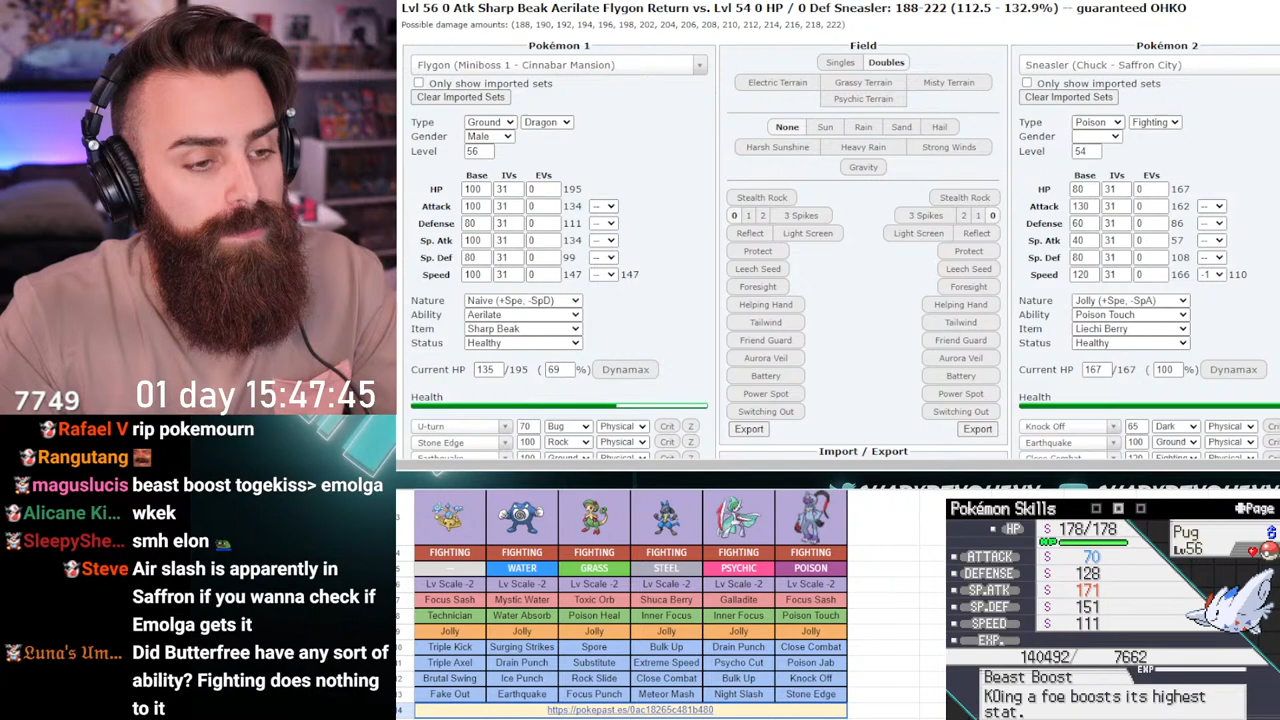 Lvl 56 0 Atk Sharp Beak Aerilate Flygon Return vs. Lvl 54 0 HP / 0 Def Sneasler: 188-222 (112.5 - 132.9%) -- guaranteed OHKO
Possible damage amounts: (188, 190, 192, 194, 196, 198, 202, 204, 206, 208, 210, 212, 214, 216, 218, 222)
Pokémon 1
Flygon (Miniboss 1 - Cinnabar Mansion)
Only show imported sets
Clear Imported Sets
Type Ground Dragon
Gender Male
Level 56
Base IVs EVs
HP 100 31 0 195
Attack 100 31 0 134 --
Defense 80 31 0 111 --
Sp. Atk 100 31 0 134 --
Sp. Def 80 31 0 99 --
Speed 100 31 0 147 -- 147
Nature Naive (+Spe, -SpD)
Ability Aerilate
Item Sharp Beak
Status Healthy
Current HP 135 /195 ( 69 %) Dynamax
Health
U-turn 70 Bug Physical Crit Z
Stone Edge 100 Rock Physical Crit Z
Field
Singles Doubles
Electric Terrain Grassy Terrain Misty Terrain
Psychic Terrain
None Sun Rain Sand Hail
Harsh Sunshine Heavy Rain Strong Winds
Gravity
Stealth Rock Stealth Rock
0 1 2 3 Spikes 3 Spikes 2 1 0
Reflect Light Screen Light Screen Reflect
Protect Protect
Leech Seed Leech Seed
Foresight Foresight
Helping Hand Helping Hand
Tailwind Tailwind
Friend Guard Friend Guard
Aurora Veil Aurora Veil
Battery Battery
Power Spot Power Spot
Switching Out Switching Out
Export Export
Import / Export
Pokémon 2
Sneasler (Chuck - Saffron City)
Only show imported sets
Clear Imported Sets
Type Poison Fighting
Gender
Level 54
Base IVs EVs
HP 80 31 0 167
Attack 130 31 0 162 --
Defense 60 31 0 86 --
Sp. Atk 40 31 0 57 --
Sp. Def 80 31 0 108 --
Speed 120 31 0 166 -1 110
Nature Jolly (+Spe, -SpA)
Ability Poison Touch
Item Liechi Berry
Status Healthy
Current HP 167 /167 ( 100 %) Dynamax
Health
Knock Off 65 Dark Physical
Earthquake 100 Ground Physical
7749 01 day 15:47:45
Rafael V rip pokemourn
Rangutang
maguslucis beast boost togekiss> emolga
Alicane Ki... wkek
SleepyShe... smh elon
Steve Air slash is apparently in
Saffron if you wanna check if
Emolga gets it
Luna's Um... Did Butterfree have any sort of
ability? Fighting does nothing
to it
FIGHTING FIGHTING FIGHTING FIGHTING FIGHTING FIGHTING
-- WATER GRASS STEEL PSYCHIC POISON
Lv Scale -2 Lv Scale -2 Lv Scale -2 Lv Scale -2 Lv Scale -2 Lv Scale -2
Focus Sash Mystic Water Toxic Orb Shuca Berry Galladite Focus Sash
Technician Water Absorb Poison Heal Inner Focus Inner Focus Poison Touch
Jolly Jolly Jolly Jolly Jolly Jolly
Triple Kick Surging Strikes Spore Bulk Up Drain Punch Close Combat
Triple Axel Drain Punch Substitute Extreme Speed Psycho Cut Poison Jab
Brutal Swing Ice Punch Rock Slide Close Combat Bulk Up Knock Off
Fake Out Earthquake Focus Punch Meteor Mash Night Slash Stone Edge
https://pokepast.es/0ac18265c481b480
Pokémon Skills Page
HP S 178/178
HP
ATTACK S 70
DEFENSE S 129
SP.ATK S 171
SP.DEF S 151
SPEED S 111
EXP. 140492/ 7662
EXP
Pug
Lv56
Beast Boost
KOing a foe boosts its highest
stat.